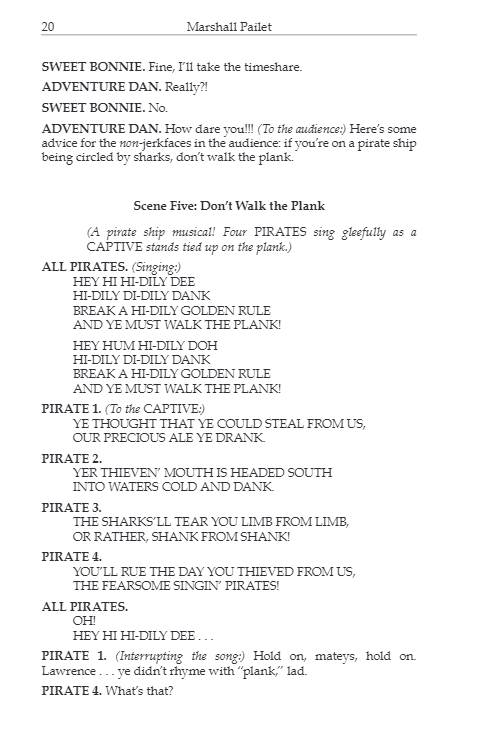 20 Marshall Pailet
SWEET BONNIE. Fine, I'll take the timeshare.
ADVENTURE DAN. Really?!
SWEET BONNIE. No.
ADVENTURE DAN. How dare you!!! (To the audience:) Here's some
advice for the non-jerkfaces in the audience: if you're on a pirate ship
being circled by sharks, don't walk the plank.
Scene Five: Don't Walk the Plank
(A pirate ship musical! Four PIRATES sing gleefully as a
CAPTIVE stands tied up on the plank.)
ALL PIRATES. (Singing:)
HEY HI HI-DILY DEE
HI-DILY DI-DILY DANK
BREAK A HI-DILY GOLDEN RULE
AND YE MUST WALK THE PLANK!
HEY HUM HI-DILY DOH
HI-DILY DI-DILY DANK
BREAK A HI-DILY GOLDEN RULE
AND YE MUST WALK THE PLANK!
PIRATE 1. (To the CAPTIVE:)
YE THOUGHT THAT YE COULD STEAL FROM US,
OUR PRECIOUS ALE YE DRANK.
PIRATE 2.
YER THIEVEN' MOUTH IS HEADED SOUTH
INTO WATERS COLD AND DANK.
PIRATE 3.
THE SHARKS'LL TEAR YOU LIMB FROM LIMB,
OR RATHER, SHANK FROM SHANK!
PIRATE 4.
YOU'LL RUE THE DAY YOU THIEVED FROM US,
THE FEARSOME SINGIN' PIRATES!
ALL PIRATES.
OH!
HEY HI HI-DILY DEE . . .
PIRATE 1. (Interrupting the song:) Hold on, mateys, hold on.
Lawrence . . . ye didn't rhyme with "plank," lad.
PIRATE 4. What's that?